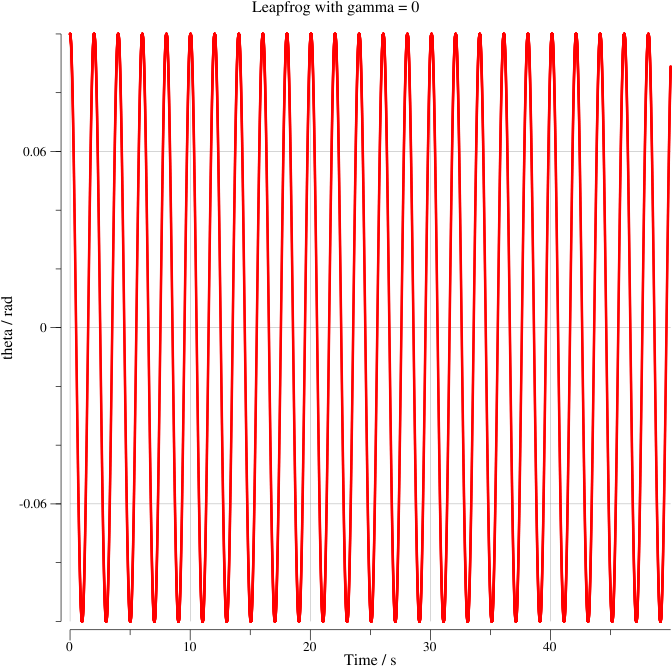 Leapfrog with gamma = 0
theta / rad
0.06
0
-0.06
0 10 20 30 40
Time / s